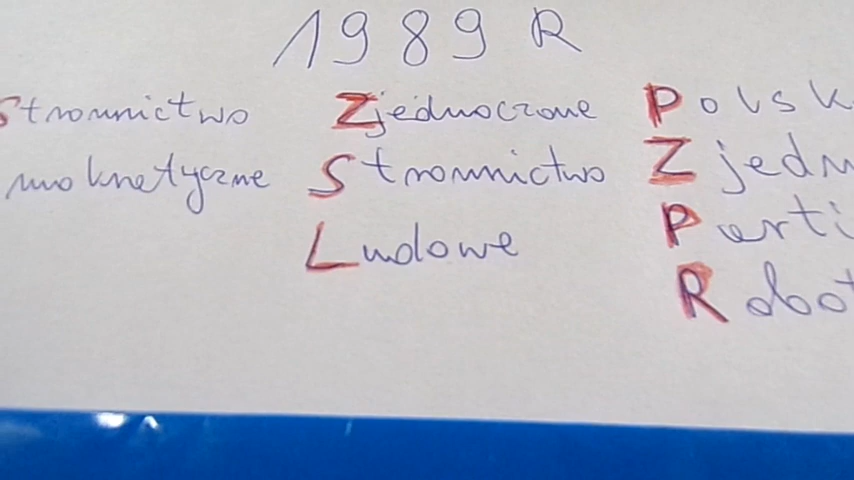 1989 R
Stronnictwo
mokratyczne
Zjednoczone
Stronnictwo
Ludowe
Polsk
Zjedn
Parti
Robot